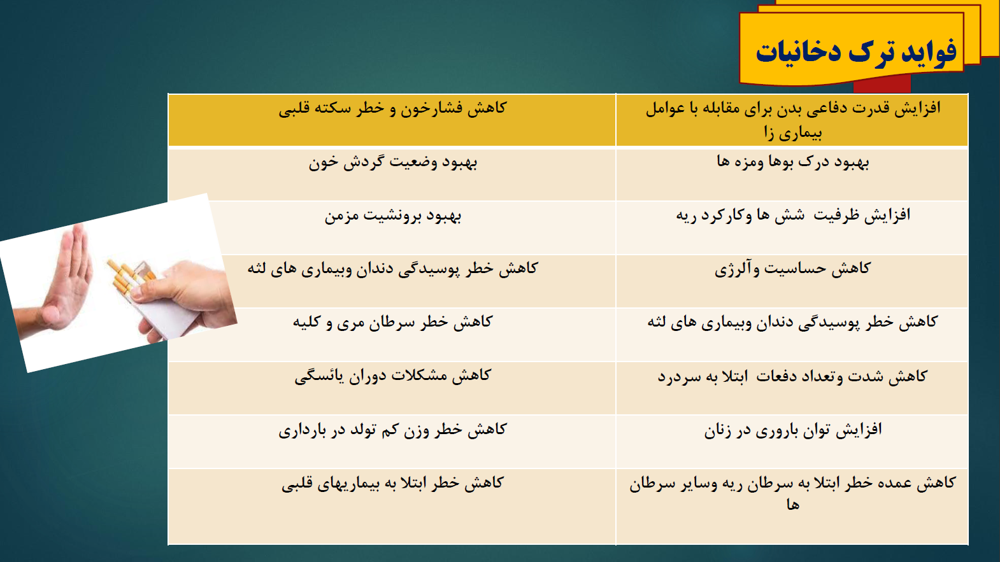 فواید ترک دخانیات
افزایش قدرت دفاعی بدن برای مقابله با عوامل
بیماری زا
کاهش فشارخون و خطر سکته قلبی
بهبود درک بوها ومزه ها
بهبود وضعیت گردش خون
افزایش ظرفیت شش ها وکارکرد ریه
بهبود برونشیت مزمن
کاهش حساسیت وآلرژی
کاهش خطر پوسیدگی دندان وبیماری های لثه
کاهش خطر پوسیدگی دندان وبیماری های لثه
کاهش خطر سرطان مری و کلیه
کاهش شدت وتعداد دفعات ابتلا به سردرد
کاهش مشکلات دوران یائسگی
افزایش توان باروری در زنان
کاهش خطر وزن کم تولد در بارداری
کاهش عمده خطر ابتلا به سرطان ریه وسایر سرطان
ها
کاهش خطر ابتلا به بیماریهای قلبی